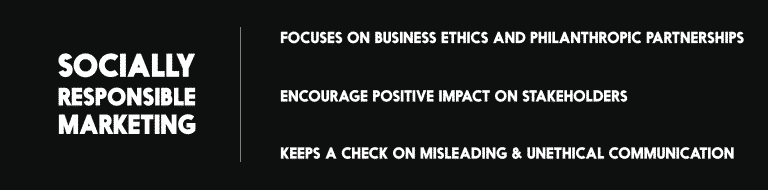 SOCIALLY
RESPONSIBLE
MARKETING
FOCUSES ON BUSINESS ETHICS AND PHILANTHROPIC PARTNERSHIPS
ENCOURAGE POSITIVE IMPACT ON STAKEHOLDERS
KEEPS A CHECK ON MISLEADING & UNETHICAL COMMUNICATION